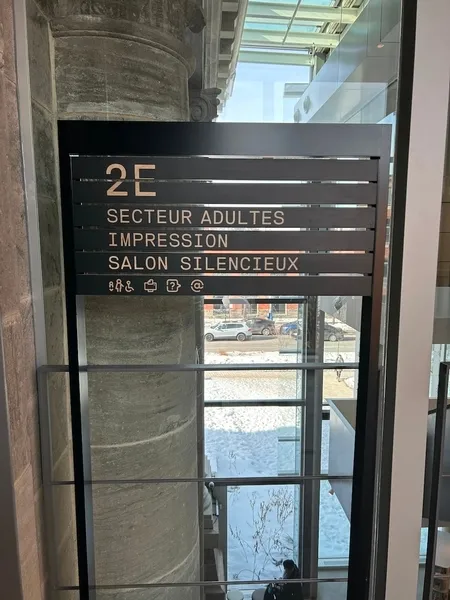 2E
SECTEUR ADULTES
IMPRESSION
SALON SILENCIEUX